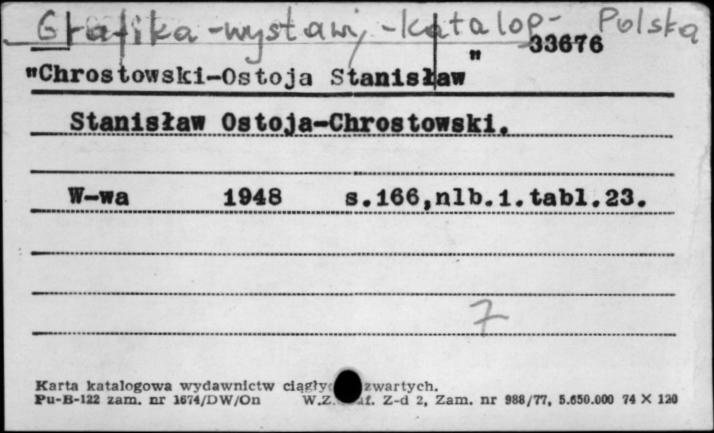 Grafika - wystawy - katalog - Polska
33676
"Chrostowski-Ostoja Stanisław"
Stanisław Ostoja-Chrostowski.
W-wa 1948 s.166,nlb.1.tabl.23.
7
Karta katalogowa wydawnictw zwartych.
Pu-B-122 zam. nr 1674/DW/On W.Z. Z-d 2, Zam. nr 988/77, 5.650.000 74 X 120